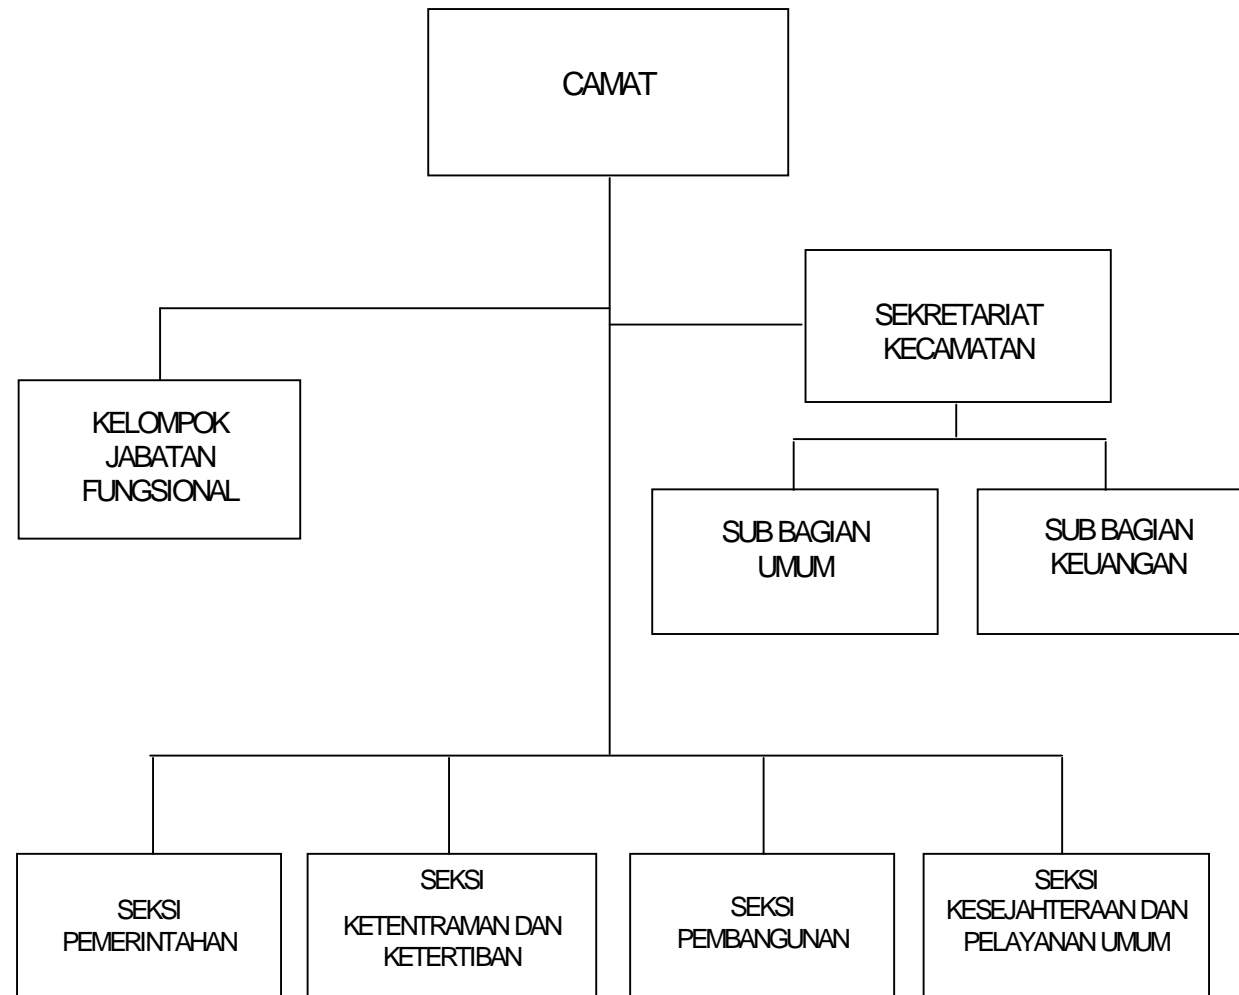 CAMAT
SEKRETARIAT
KECAMATAN
KELOMPOK
JABATAN
FUNGSIONAL
SUB BAGIAN
UMUM
SUB BAGIAN
KEUANGAN
SEKSI
PEMERINTAHAN
SEKSI
KETENTRAMAN DAN
KETERTIBAN
SEKSI
PEMBANGUNAN
SEKSI
KESEJAHTERAAN DAN
PELAYANAN UMUM